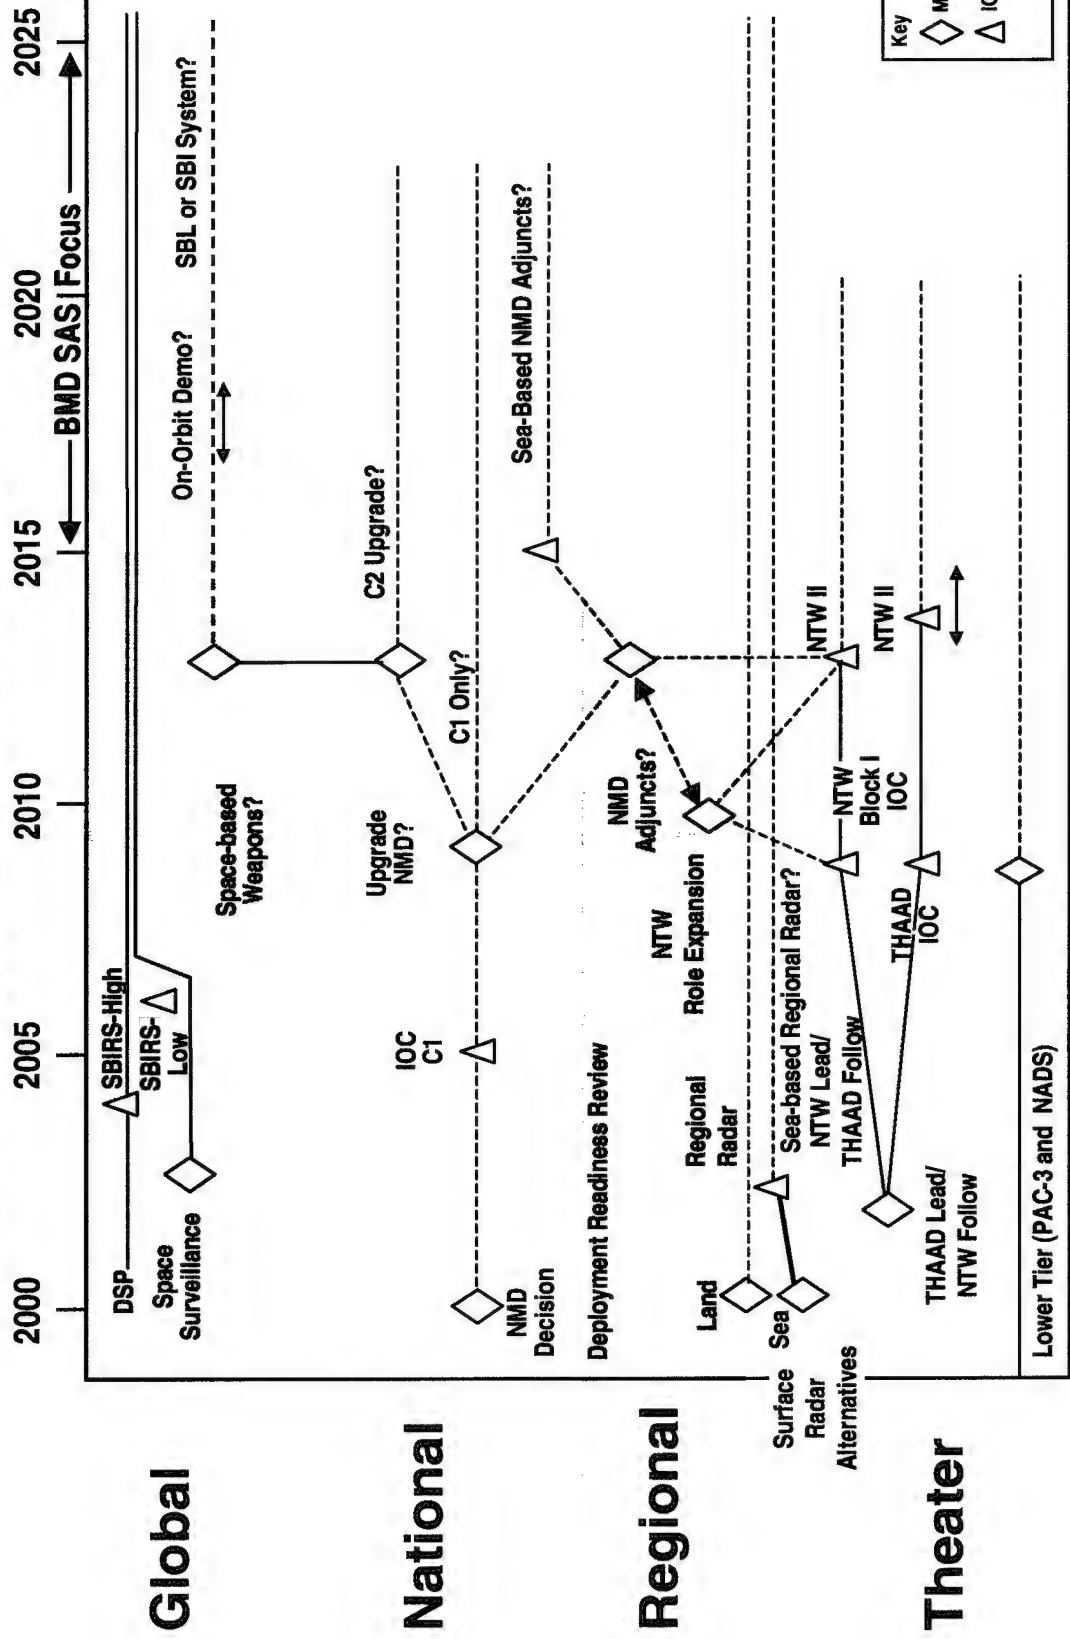 2000 2005 2010 2015 2020 2025
BMD SAS Focus
Global
DSP
SBIRS-High
SBIRS-
Low
Space
Surveillance
Space-based
Weapons?
On-Orbit Demo?
SBL or SBI System?
National
NMD
Decision
IOC
C1
Upgrade
NMD?
C1 Only?
C2 Upgrade?
Sea-Based NMD Adjuncts?
Deployment Readiness Review
Regional
NMD
Adjuncts?
NTW
Role Expansion
Regional
Radar
Land
Sea
Surface
Radar
Alternatives
Sea-based Regional Radar?
NTW Lead/
THAAD Follow
NTW
Block I
IOC
NTW II
Theater
THAAD Lead/
NTW Follow
THAAD
IOC
NTW II
Lower Tier (PAC-3 and NADS)
Key